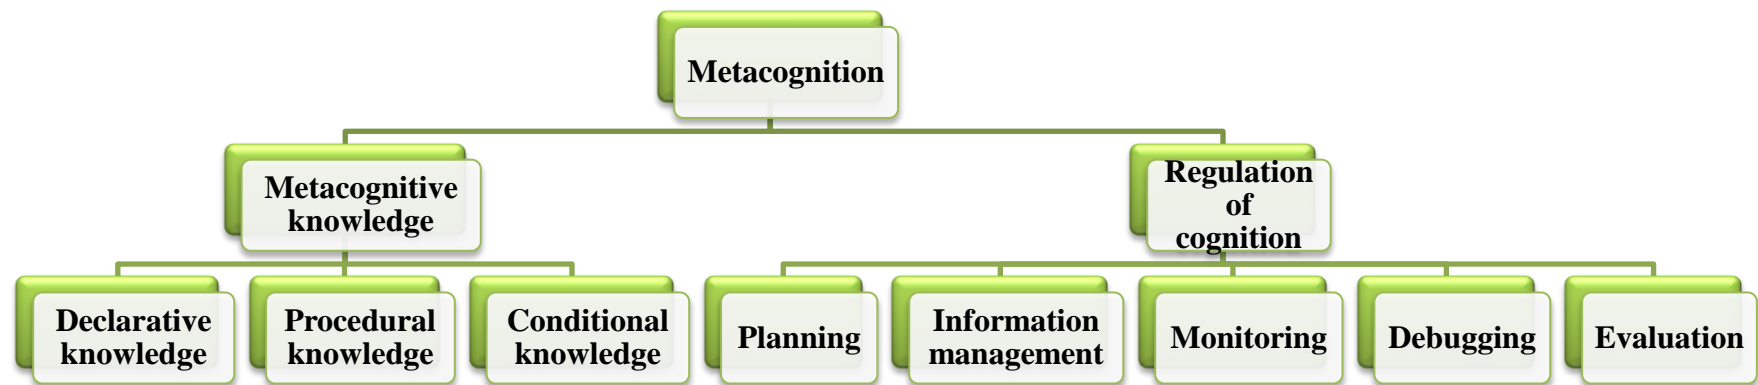 Metacognition
Metacognitive
knowledge
Regulation
of
cognition
Declarative
knowledge
Procedural
knowledge
Conditional
knowledge
Planning
Information
management
Monitoring
Debugging
Evaluation